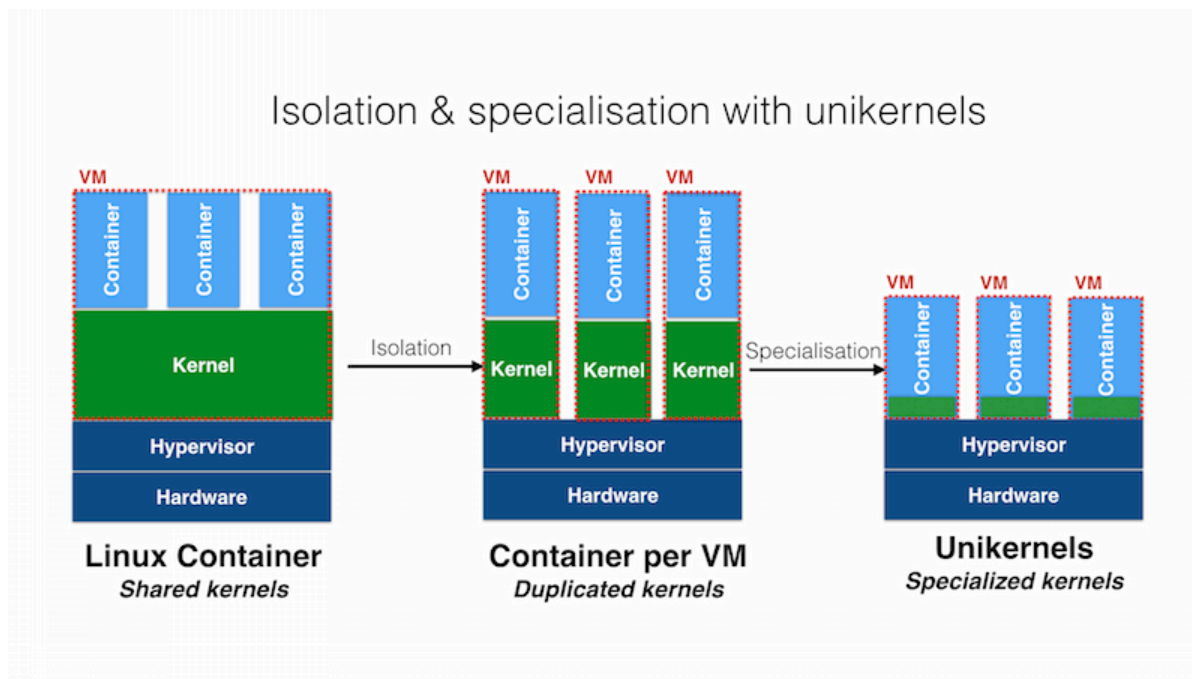 Isolation & specialisation with unikernels
VM
Container
Container
Container
Kernel
Hypervisor
Hardware
Linux Container
Shared kernels
Isolation
VM
VM
VM
Container
Container
Container
Kernel
Kernel
Kernel
Hypervisor
Hardware
Container per VM
Duplicated kernels
Specialisation
VM
VM
VM
Container
Container
Container
Hypervisor
Hardware
Unikernels
Specialized kernels